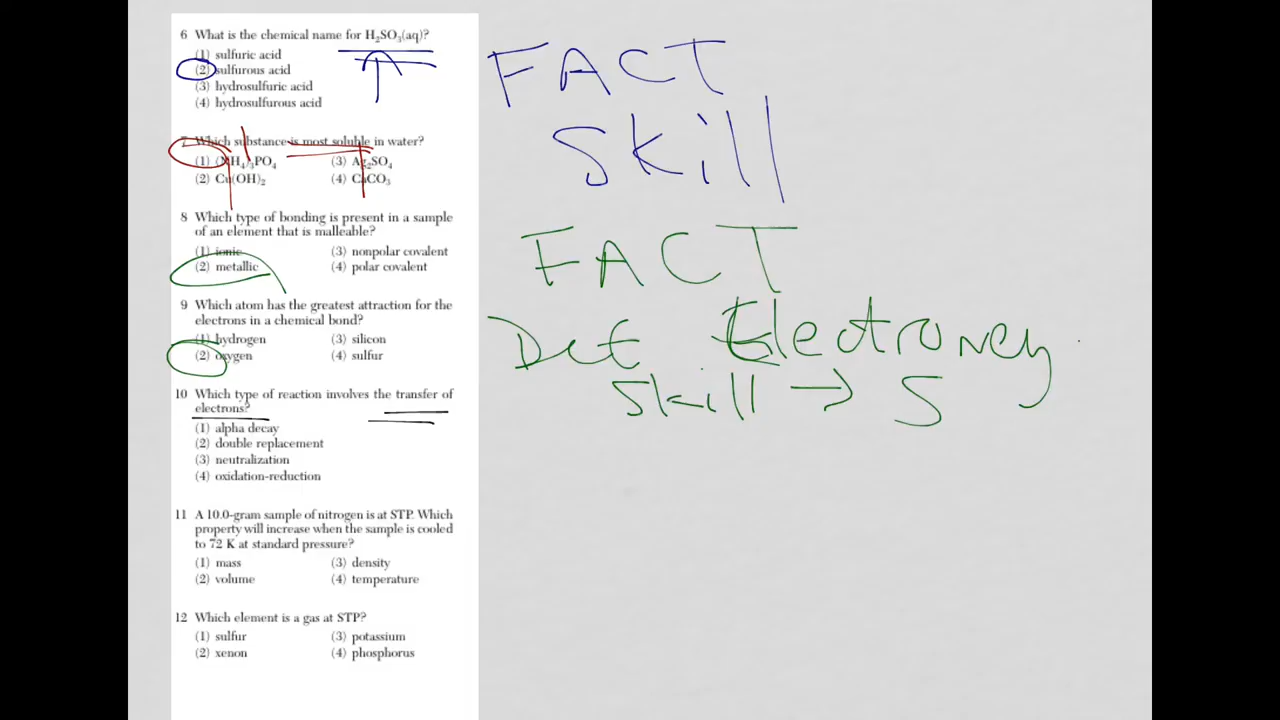 6 What is the chemical name for H₂SO₃(aq)?
(1) sulfuric acid
(2) sulfurous acid
(3) hydrosulfuric acid
(4) hydrosulfurous acid
7 Which substance is most soluble in water?
(1) (NH₄)₃PO₄ (3) Ag₂SO₄
(2) Cu(OH)₂ (4) CaCO₃
8 Which type of bonding is present in a sample
of an element that is malleable?
(1) ionic (3) nonpolar covalent
(2) metallic (4) polar covalent
9 Which atom has the greatest attraction for the
electrons in a chemical bond?
(1) hydrogen (3) silicon
(2) oxygen (4) sulfur
10 Which type of reaction involves the transfer of
electrons?
(1) alpha decay
(2) double replacement
(3) neutralization
(4) oxidation-reduction
11 A 10.0-gram sample of nitrogen is at STP. Which
property will increase when the sample is cooled
to 72 K at standard pressure?
(1) mass (3) density
(2) volume (4) temperature
12 Which element is a gas at STP?
(1) sulfur (3) potassium
(2) xenon (4) phosphorus
FACT
Skill
FACT
Def
Skill → S